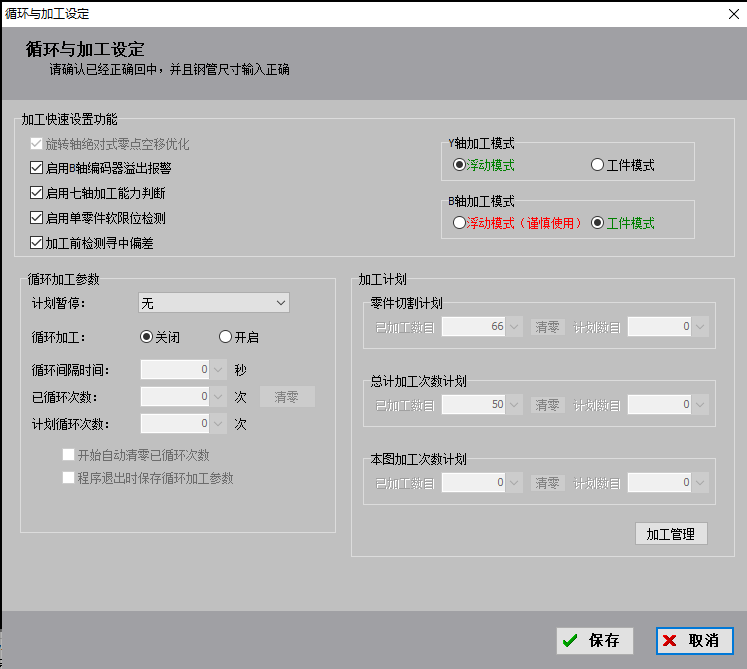 循环与加工设定
循环与加工设定
请确认已经正确回中，并且钢管尺寸输入正确
加工快速设置功能
旋转轴绝对式零点空移优化
启用B轴编码器溢出报警
启用七轴加工能力判断
启用单零件软限位检测
加工前检测寻中偏差
Y轴加工模式
浮动模式 工件模式
B轴加工模式
浮动模式（谨慎使用） 工件模式
循环加工参数
计划暂停： 无
循环加工： 关闭 开启
循环间隔时间： 0 秒
已循环次数： 0 次 清零
计划循环次数： 0 次
开始自动清零已循环次数
程序退出时保存循环加工参数
加工计划
零件切割计划
已加工数目 66 清零 计划数目 0
总计加工次数计划
已加工数目 50 清零 计划数目 0
本图加工次数计划
已加工数目 0 清零 计划数目 0
加工管理
保存 取消